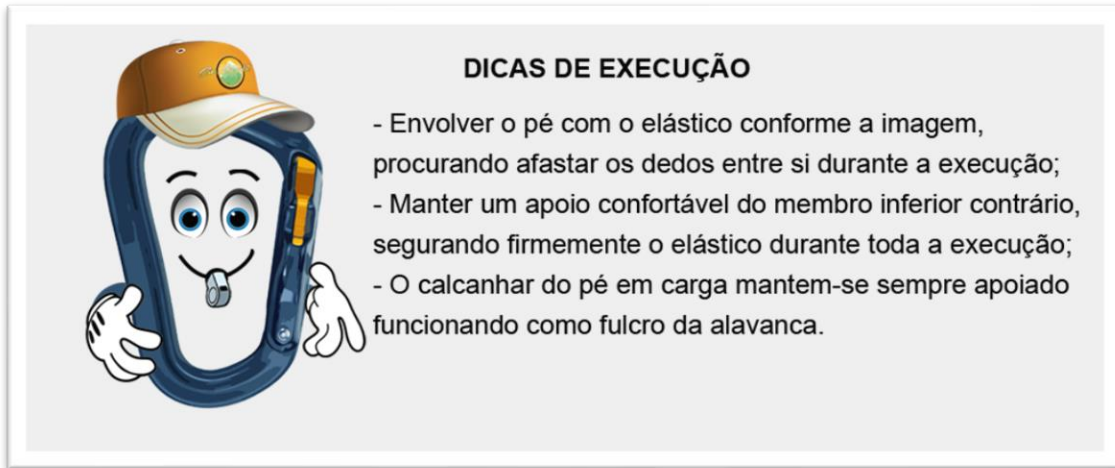 DICAS DE EXECUÇÃO
- Envolver o pé com o elástico conforme a imagem,
procurando afastar os dedos entre si durante a execução;
- Manter um apoio confortável do membro inferior contrário,
segurando firmemente o elástico durante toda a execução;
- O calcanhar do pé em carga mantem-se sempre apoiado
funcionando como fulcro da alavanca.